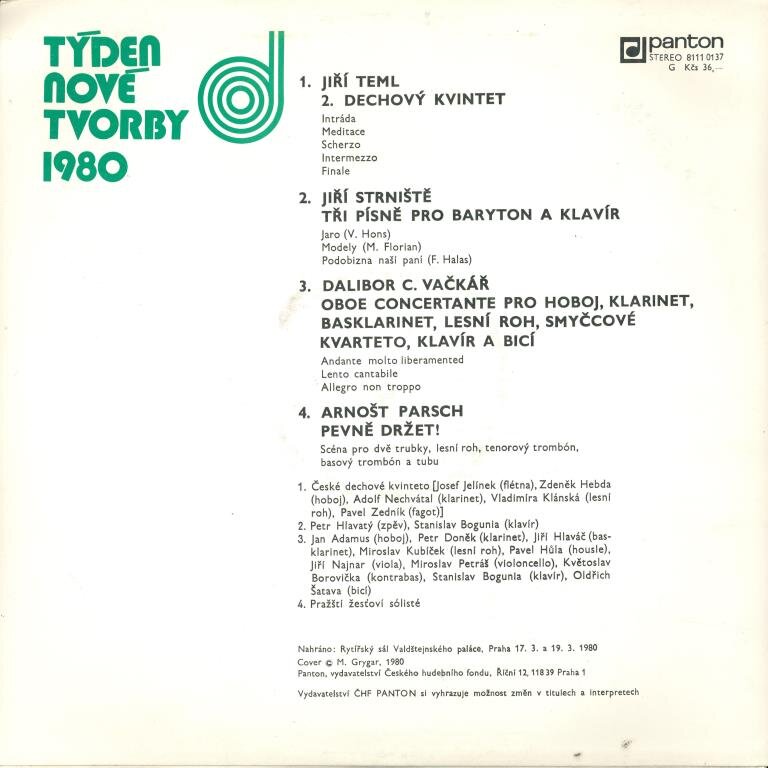 TÝDEN
NOVÉ
TVORBY
1980
panton
STEREO 8111 0137
G Kčs 36,—
1. JIŘÍ TEML
2. DECHOVÝ KVINTET
Intráda
Meditace
Scherzo
Intermezzo
Finale
2. JIŘÍ STRNIŠTĚ
TŘI PÍSNĚ PRO BARYTON A KLAVÍR
Jaro (V. Hons)
Modely (M. Florian)
Podobizna naší paní (F. Halas)
3. DALIBOR C. VAČKÁŘ
OBOE CONCERTANTE PRO HOBOJ, KLARINET,
BASKLARINET, LESNÍ ROH, SMYČCOVÉ
KVARTETO, KLAVÍR A BICÍ
Andante molto liberamented
Lento cantabile
Allegro non troppo
4. ARNOŠT PARSCH
PEVNĚ DRŽET!
Scéna pro dvě trubky, lesní roh, tenorový trombón,
basový trombón a tubu
1. České dechové kvinteto [Josef Jelínek (flétna), Zdeněk Hebda
(hoboj), Adolf Nechvátal (klarinet), Vladimíra Klánská (lesní
roh), Pavel Zedník (fagot)]
2. Petr Hlavatý (zpěv), Stanislav Bogunia (klavír)
3. Jan Adamus (hoboj), Petr Doněk (klarinet), Jiří Hlaváč (bas-
klarinet), Miroslav Kubíček (lesní roh), Pavel Hůla (housle),
Jiří Najnar (viola), Miroslav Petráš (violoncello), Květoslav
Borovička (kontrabas), Stanislav Bogunia (klavír), Oldřich
Šatava (bicí)
4. Pražští žesťoví sólisté
Nahráno: Rytířský sál Valdštejnského paláce, Praha 17. 3. a 19. 3. 1980
Cover © M. Grygar, 1980
Panton, vydavatelství Českého hudebního fondu, Říční 12, 118 39 Praha 1
Vydavatelství ČHF PANTON si vyhrazuje možnost změn v titulech a interpretech